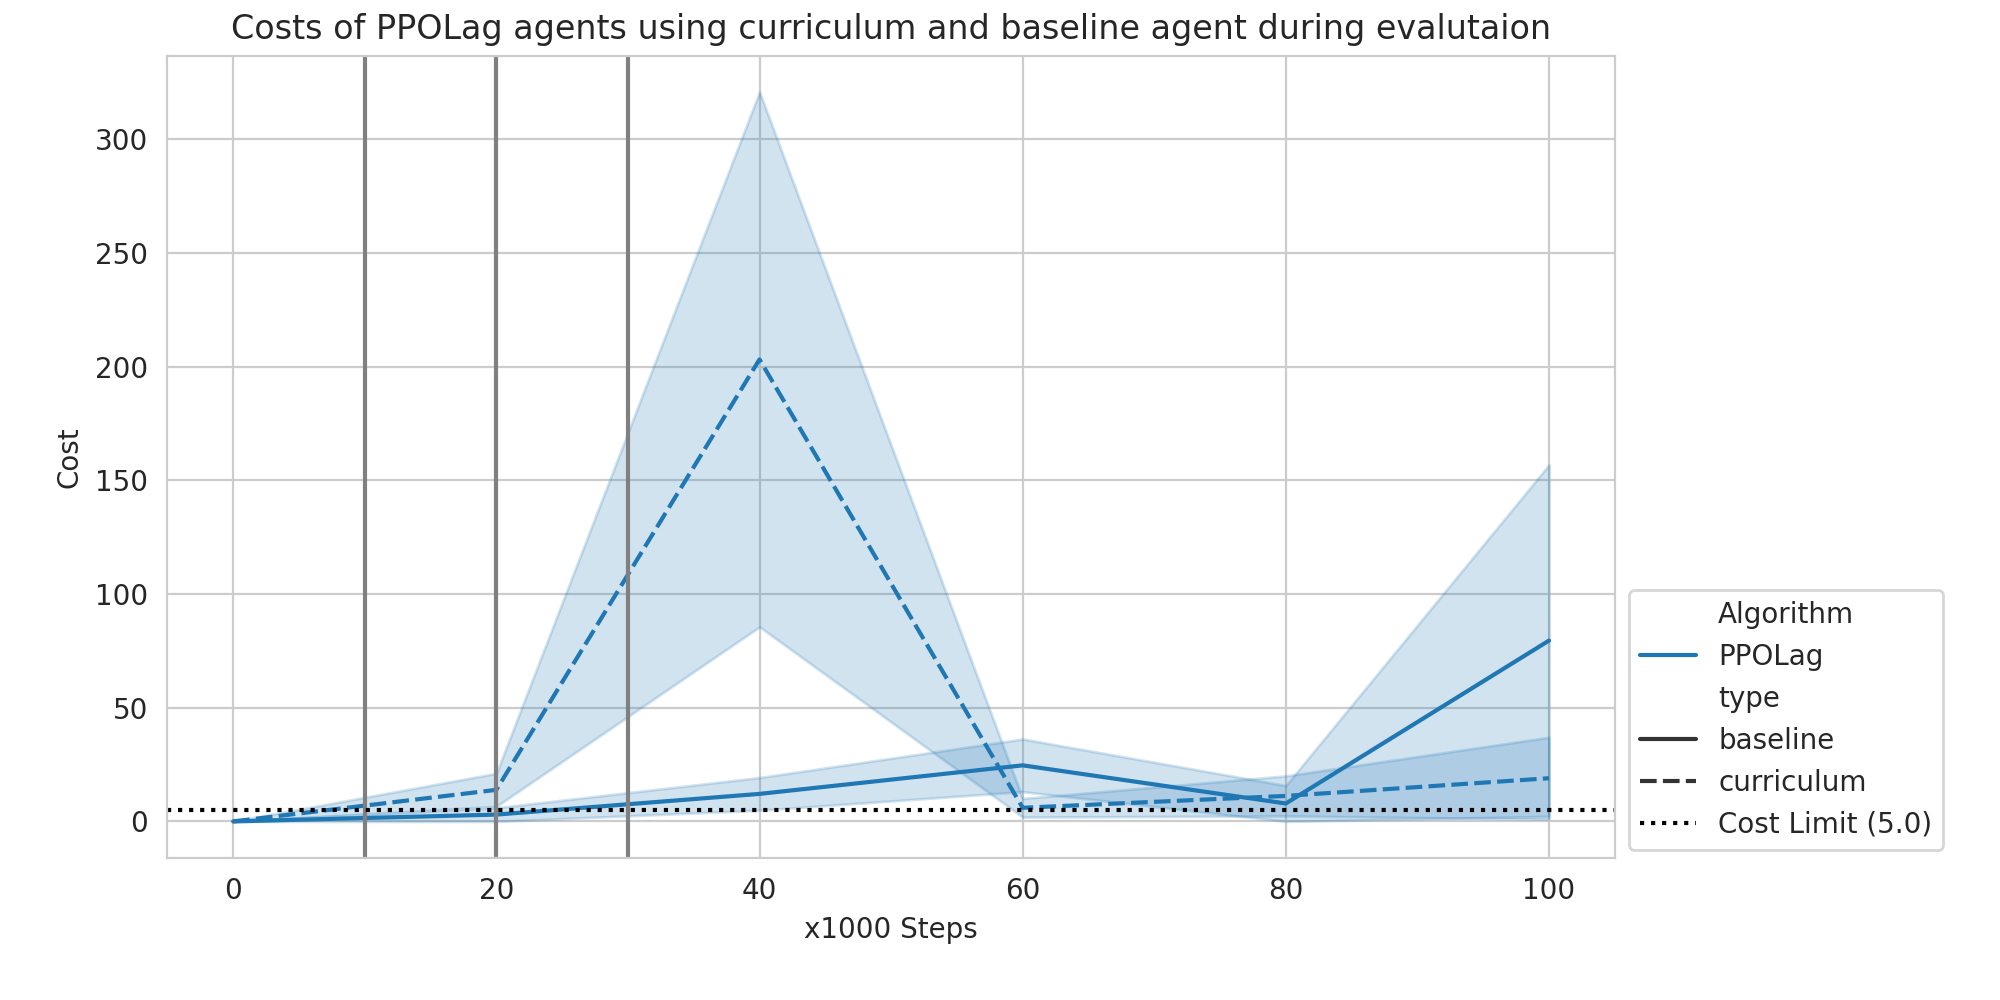 Costs of PPOLag agents using curriculum and baseline agent during evalutaion
300
250
200
150
100
50
0
Cost
0 20 40 60 80 100
x1000 Steps
Algorithm
PPOLag
type
baseline
curriculum
Cost Limit (5.0)